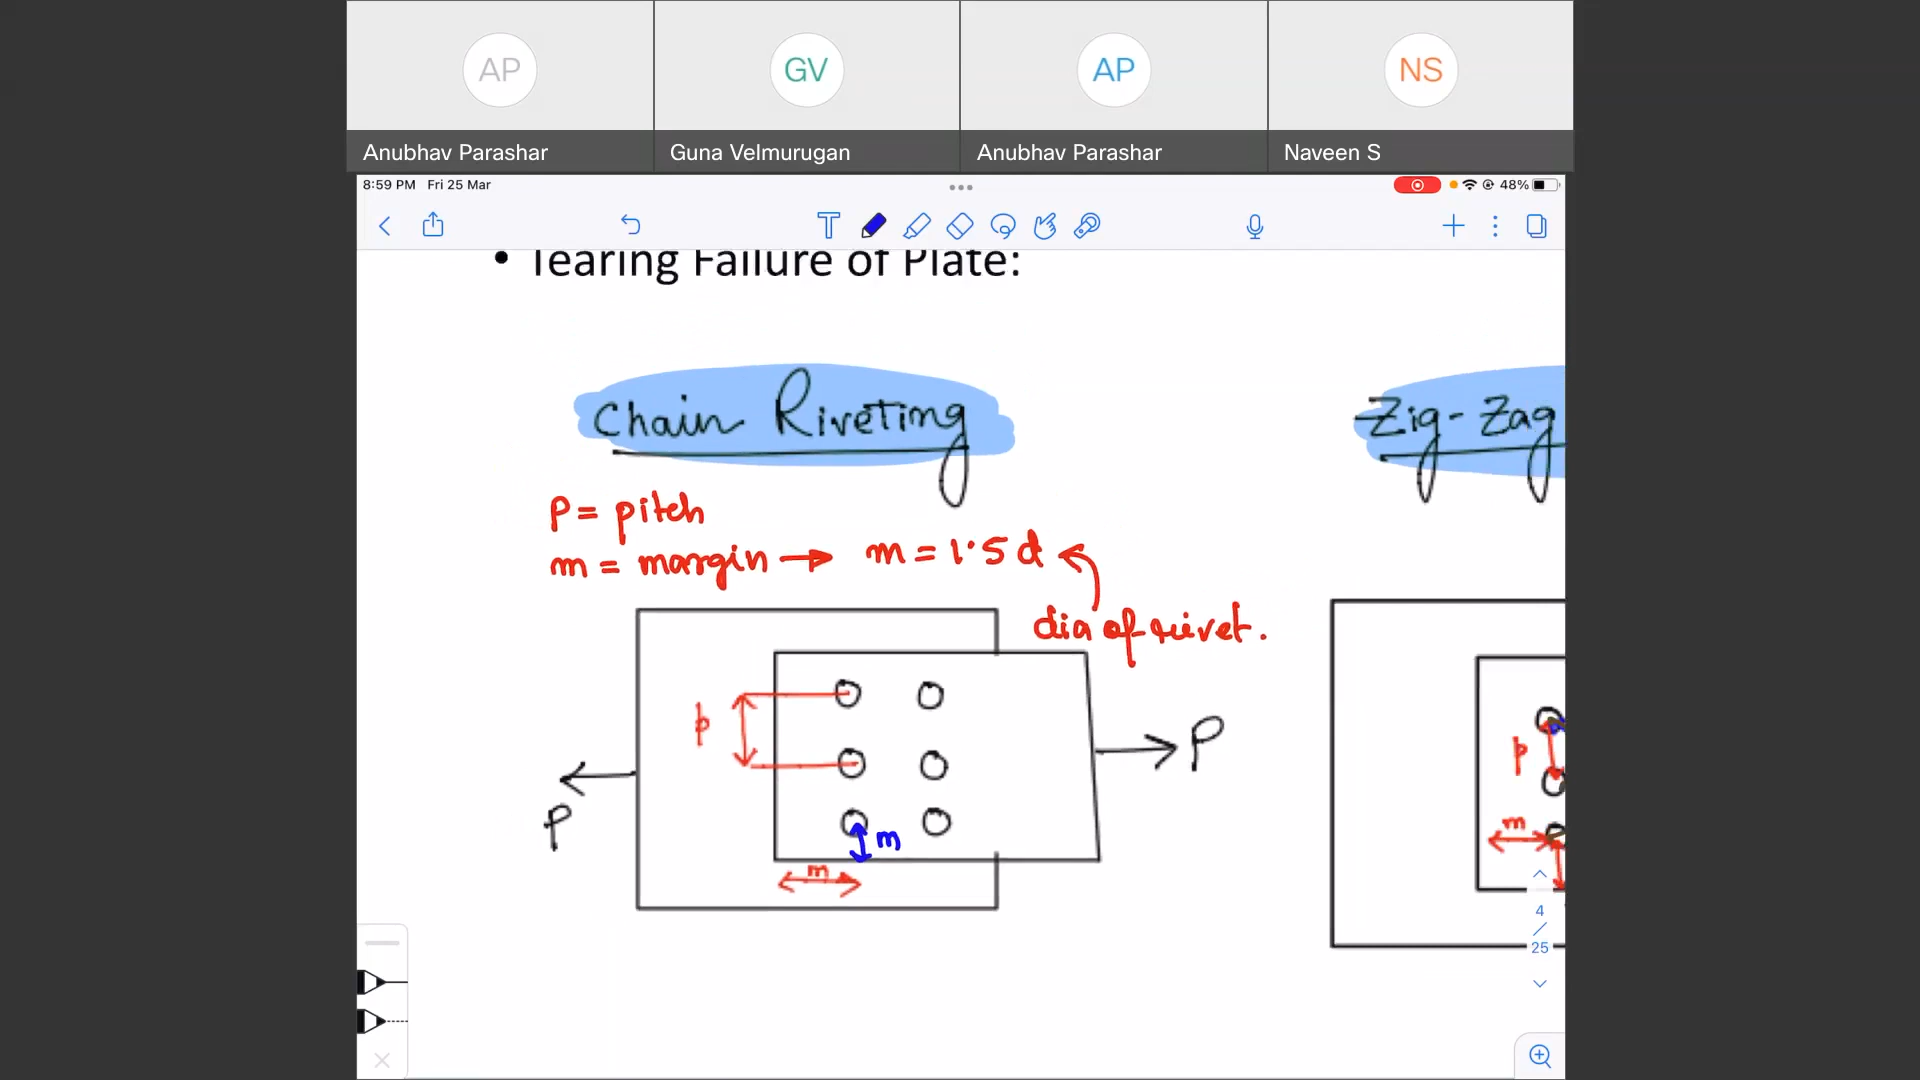 AP GV AP NS
Anubhav Parashar Guna Velmurugan Anubhav Parashar Naveen S
8:59 PM Fri 25 Mar 48%
• Tearing Failure of Plate:
Chain Riveting Zig-Zag
P = pitch
m = margin → m = 1.5 d
dia of rivet.
p
P
P
m
m
p
m
4
/
25